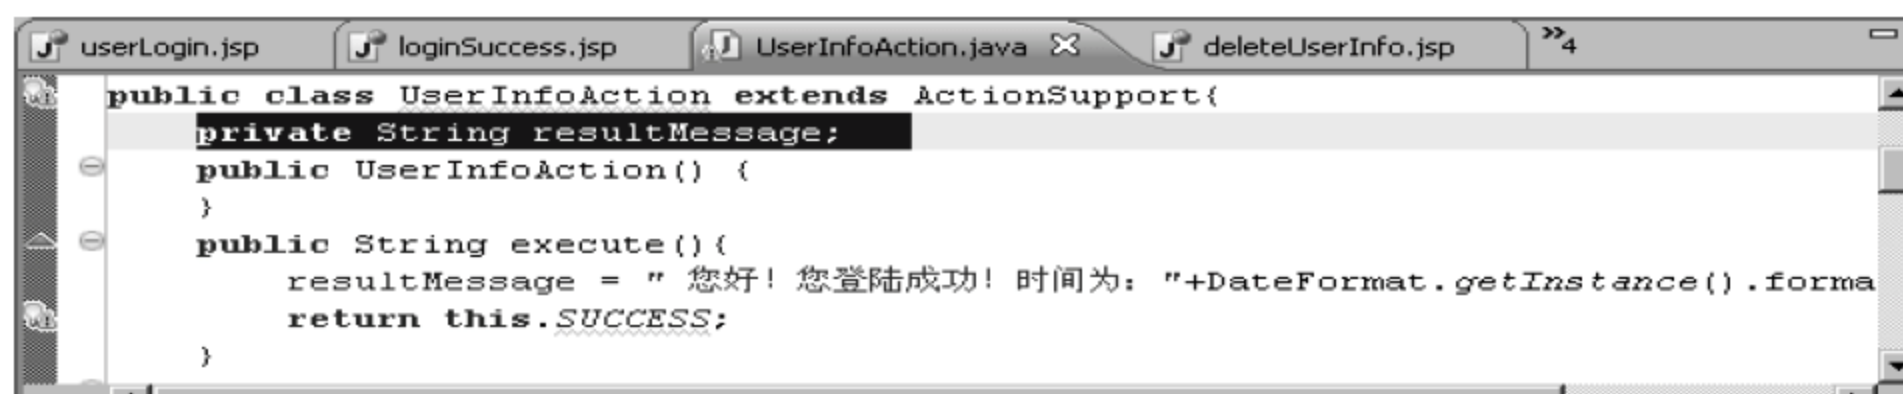 userLogin.jsp loginSuccess.jsp UserInfoAction.java deleteUserInfo.jsp »4
public class UserInfoAction extends ActionSupport{
private String resultMessage;
public UserInfoAction() {
}
public String execute(){
resultMessage = " 您好! 您登陆成功! 时间为: "+DateFormat.getInstance().forma
return this.SUCCESS;
}